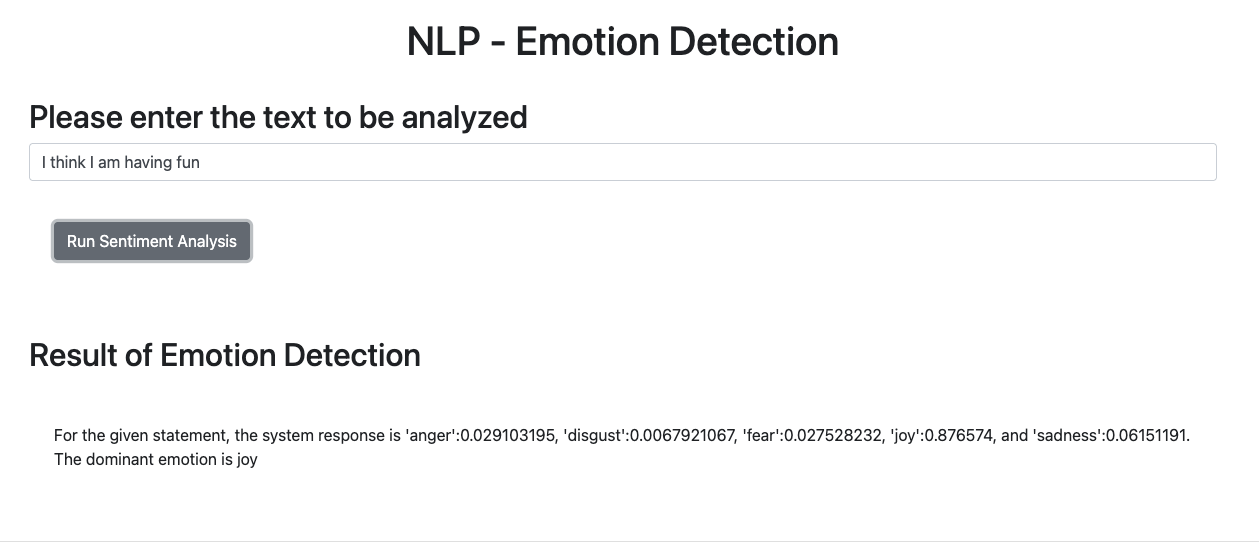 NLP - Emotion Detection
Please enter the text to be analyzed
I think I am having fun
Run Sentiment Analysis
Result of Emotion Detection
For the given statement, the system response is 'anger':0.029103195, 'disgust':0.0067921067, 'fear':0.027528232, 'joy':0.876574, and 'sadness':0.06151191.
The dominant emotion is joy